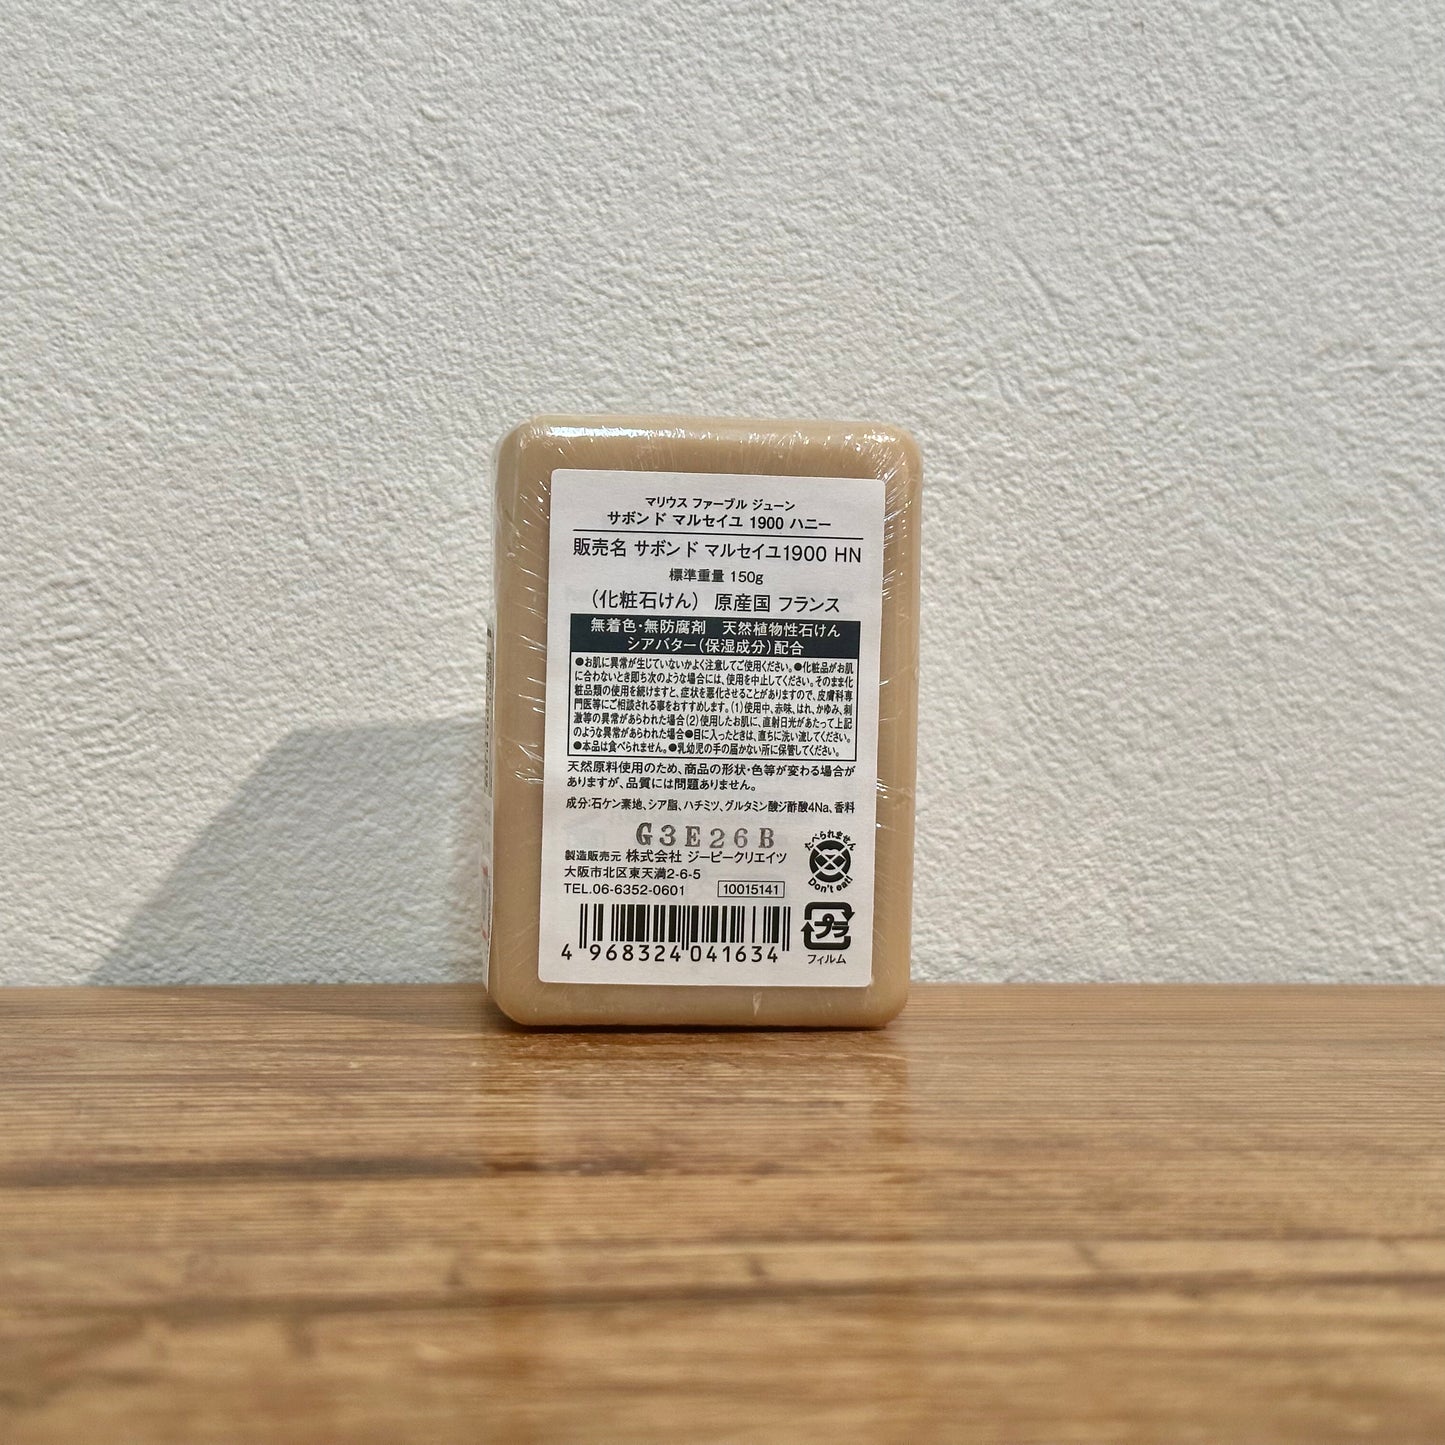 マリウス ファーブル ジューン
サボンド マルセイユ 1900 ハニー
販売名 サボンド マルセイユ1900 HN
標準重量 150g
（化粧石けん） 原産国 フランス
無着色・無防腐剤　天然植物性石けん
シアバター（保湿成分）配合
●お肌に異常が生じていないかよく注意してご使用ください。●化粧品がお肌
に合わないとき即ち次のような場合には、使用を中止してください。そのまま化
粧品類の使用を続けますと、症状を悪化させることがありますので、皮膚科専
門医等にご相談される事をおすすめします。(1)使用中、赤味、はれ、かゆみ、刺
激等の異常があらわれた場合(2)使用したお肌に、直射日光があたって上記
のような異常があらわれた場合●目に入ったときは、直ちに洗い流してください。
●本品は食べられません。●乳幼児の手の届かない所に保管してください。
天然原料使用のため、商品の形状・色等が変わる場合が
ありますが、品質には問題ありません。
成分:石ケン素地、シア脂、ハチミツ、グルタミン酸ジ酢酸4Na、香料
G3E26B
製造販売元 株式会社 ジーピークリエイツ
大阪市北区東天満2-6-5
TEL.06-6352-0601 10015141
たべられません
Don't eat!
4 968324 041634
プラ
フィルム